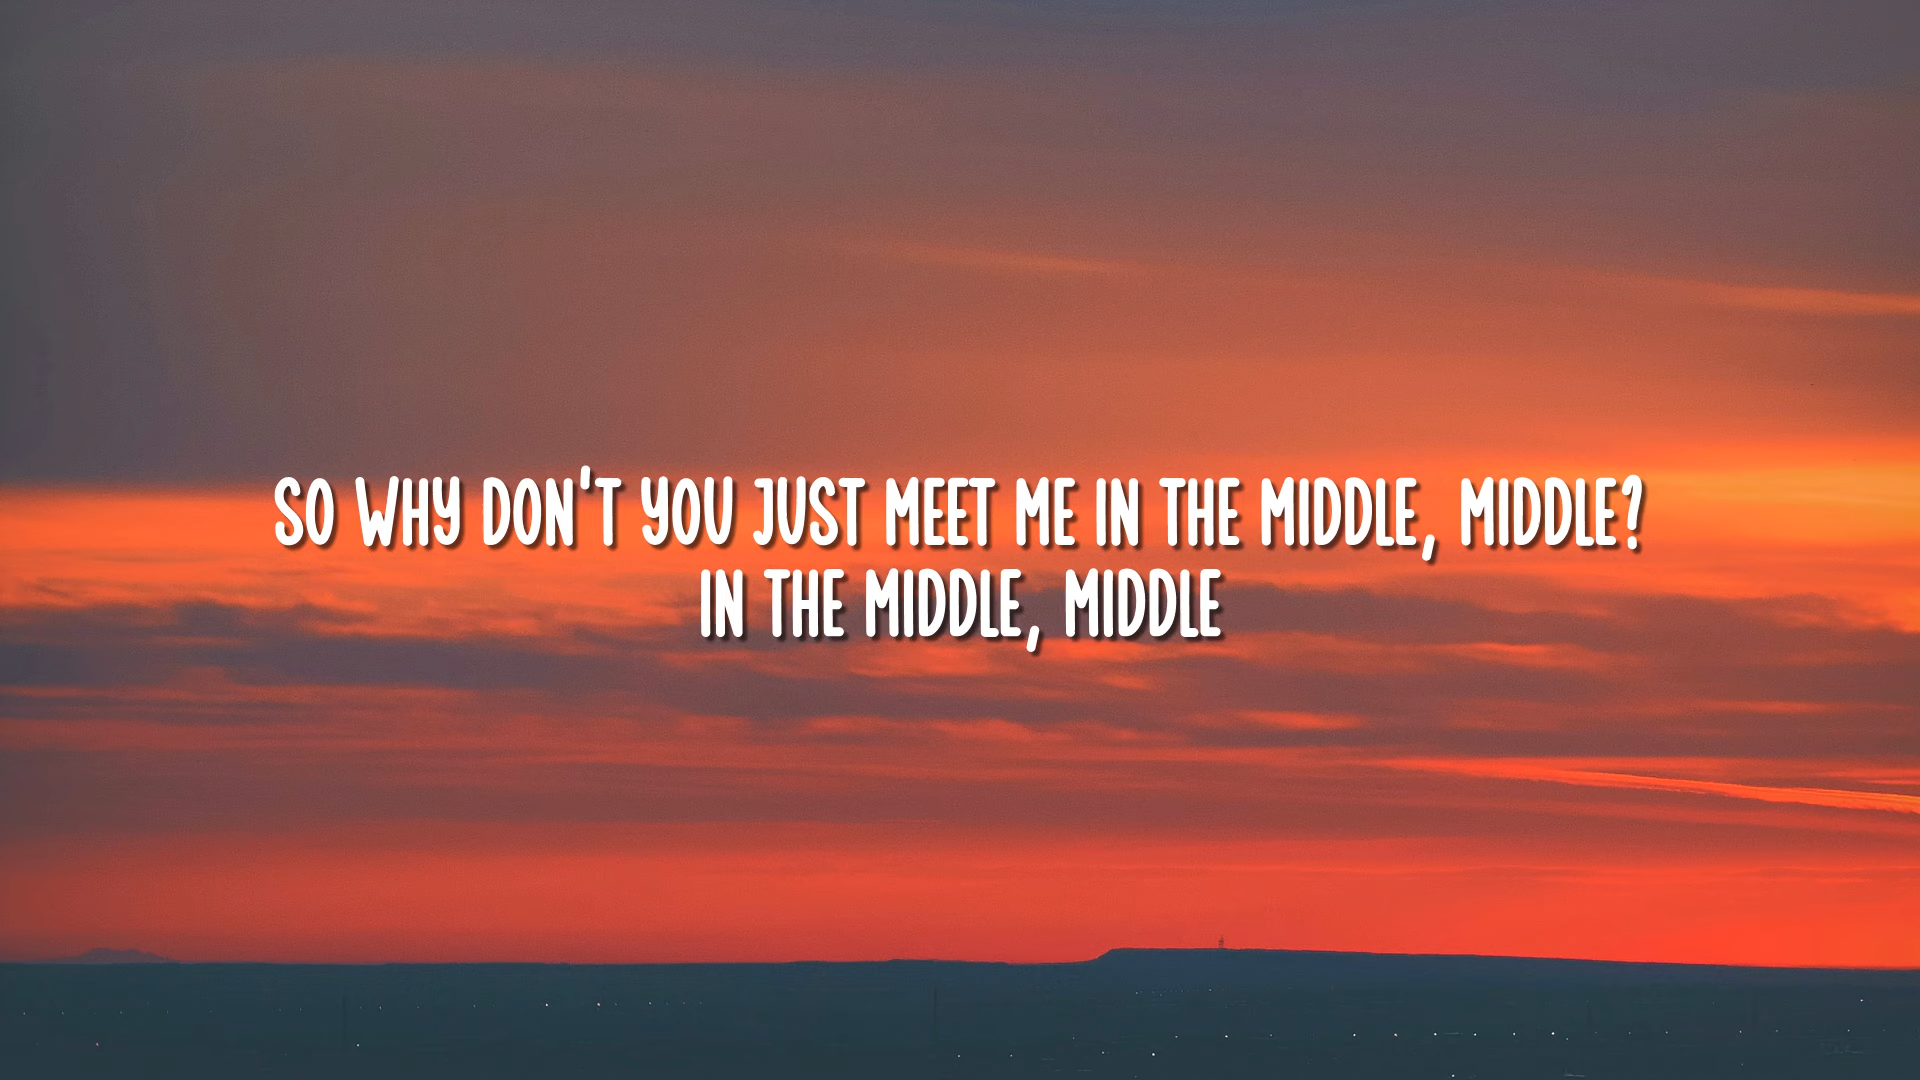 SO WHY DON'T YOU JUST MEET ME IN THE MIDDLE, MIDDLE?
IN THE MIDDLE, MIDDLE